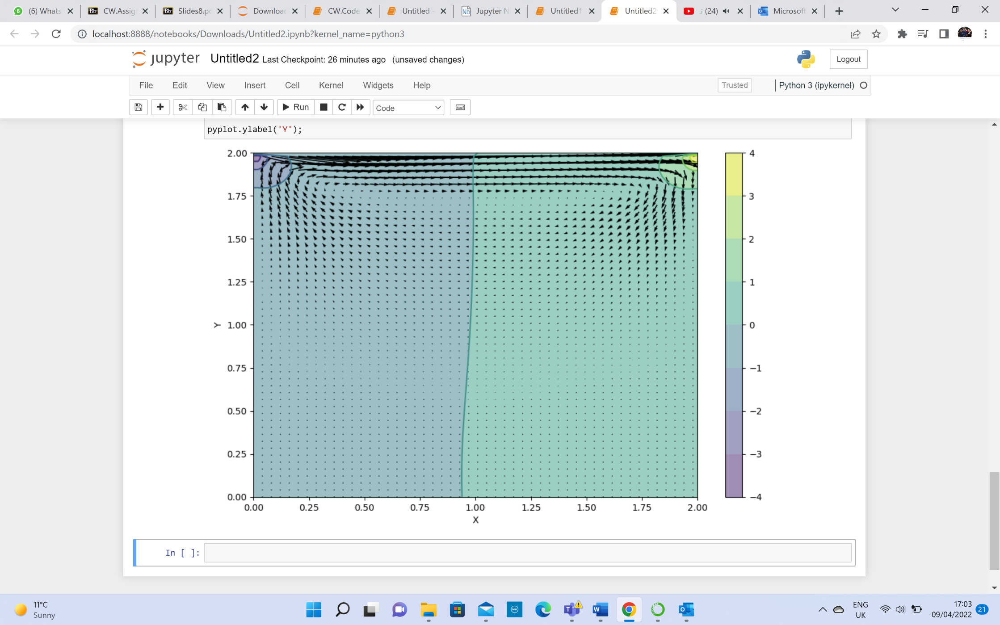 (6) Whats
CW.Assig
Slides8.pd
Downloac
CW.Code
Untitled -
Jupyter N
Untitled1
Untitled2
(24)
Microsoft
localhost:8888/notebooks/Downloads/Untitled2.ipynb?kernel_name=python3
jupyter Untitled2 Last Checkpoint: 26 minutes ago (unsaved changes)
Logout
File Edit View Insert Cell Kernel Widgets Help
Trusted
Python 3 (ipykernel)
Run
Code
pyplot.ylabel('Y');
2.00
1.75
1.50
1.25
1.00
0.75
0.50
0.25
0.00
Y
0.00 0.25 0.50 0.75 1.00 1.25 1.50 1.75 2.00
X
4
3
2
1
0
−1
−2
−3
−4
In [ ]:
11°C
Sunny
ENG
UK
17:03
09/04/2022
21